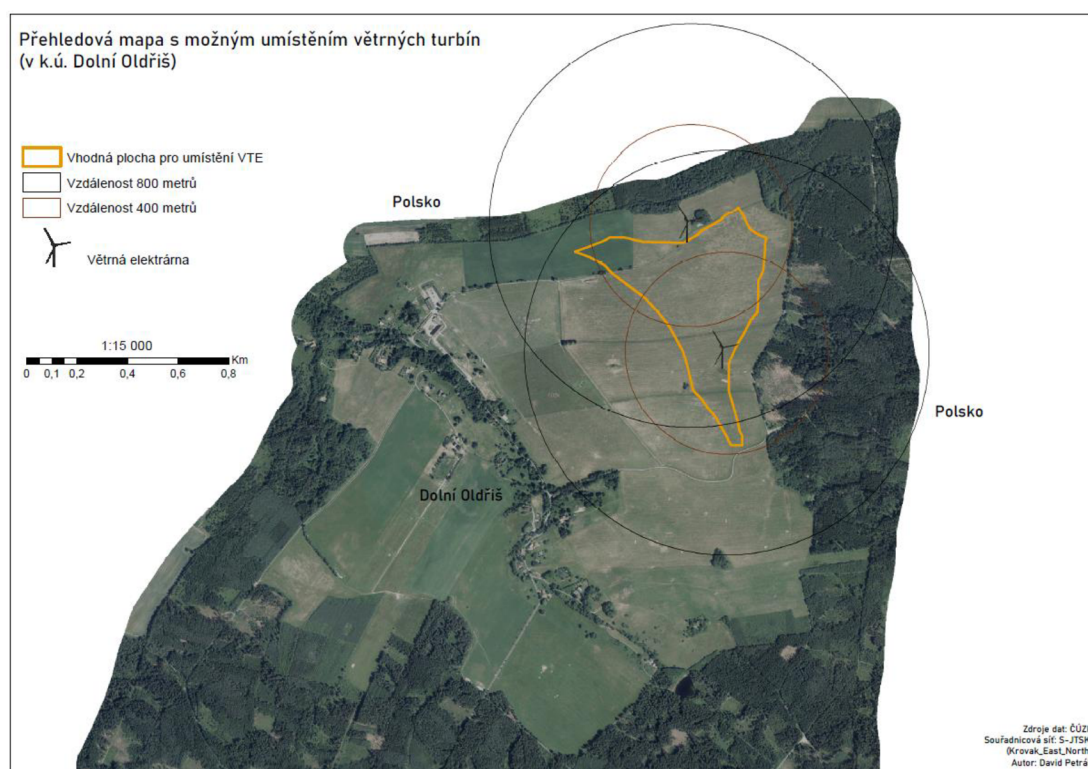 Přehledová mapa s možným umístěním větrných turbín
(v k.ú. Dolní Oldřiš)
Vhodná plocha pro umístění VTE
Vzdálenost 800 metrů
Vzdálenost 400 metrů
Větrná elektrárna
1:15 000
0 0,1 0,2 0,4 0,6 0,8 Km
Polsko
Polsko
Dolní Oldřiš
Zdroje dat:
Souřadnicová síť: S-JTSK
(Krovak_East_North
Autor: David